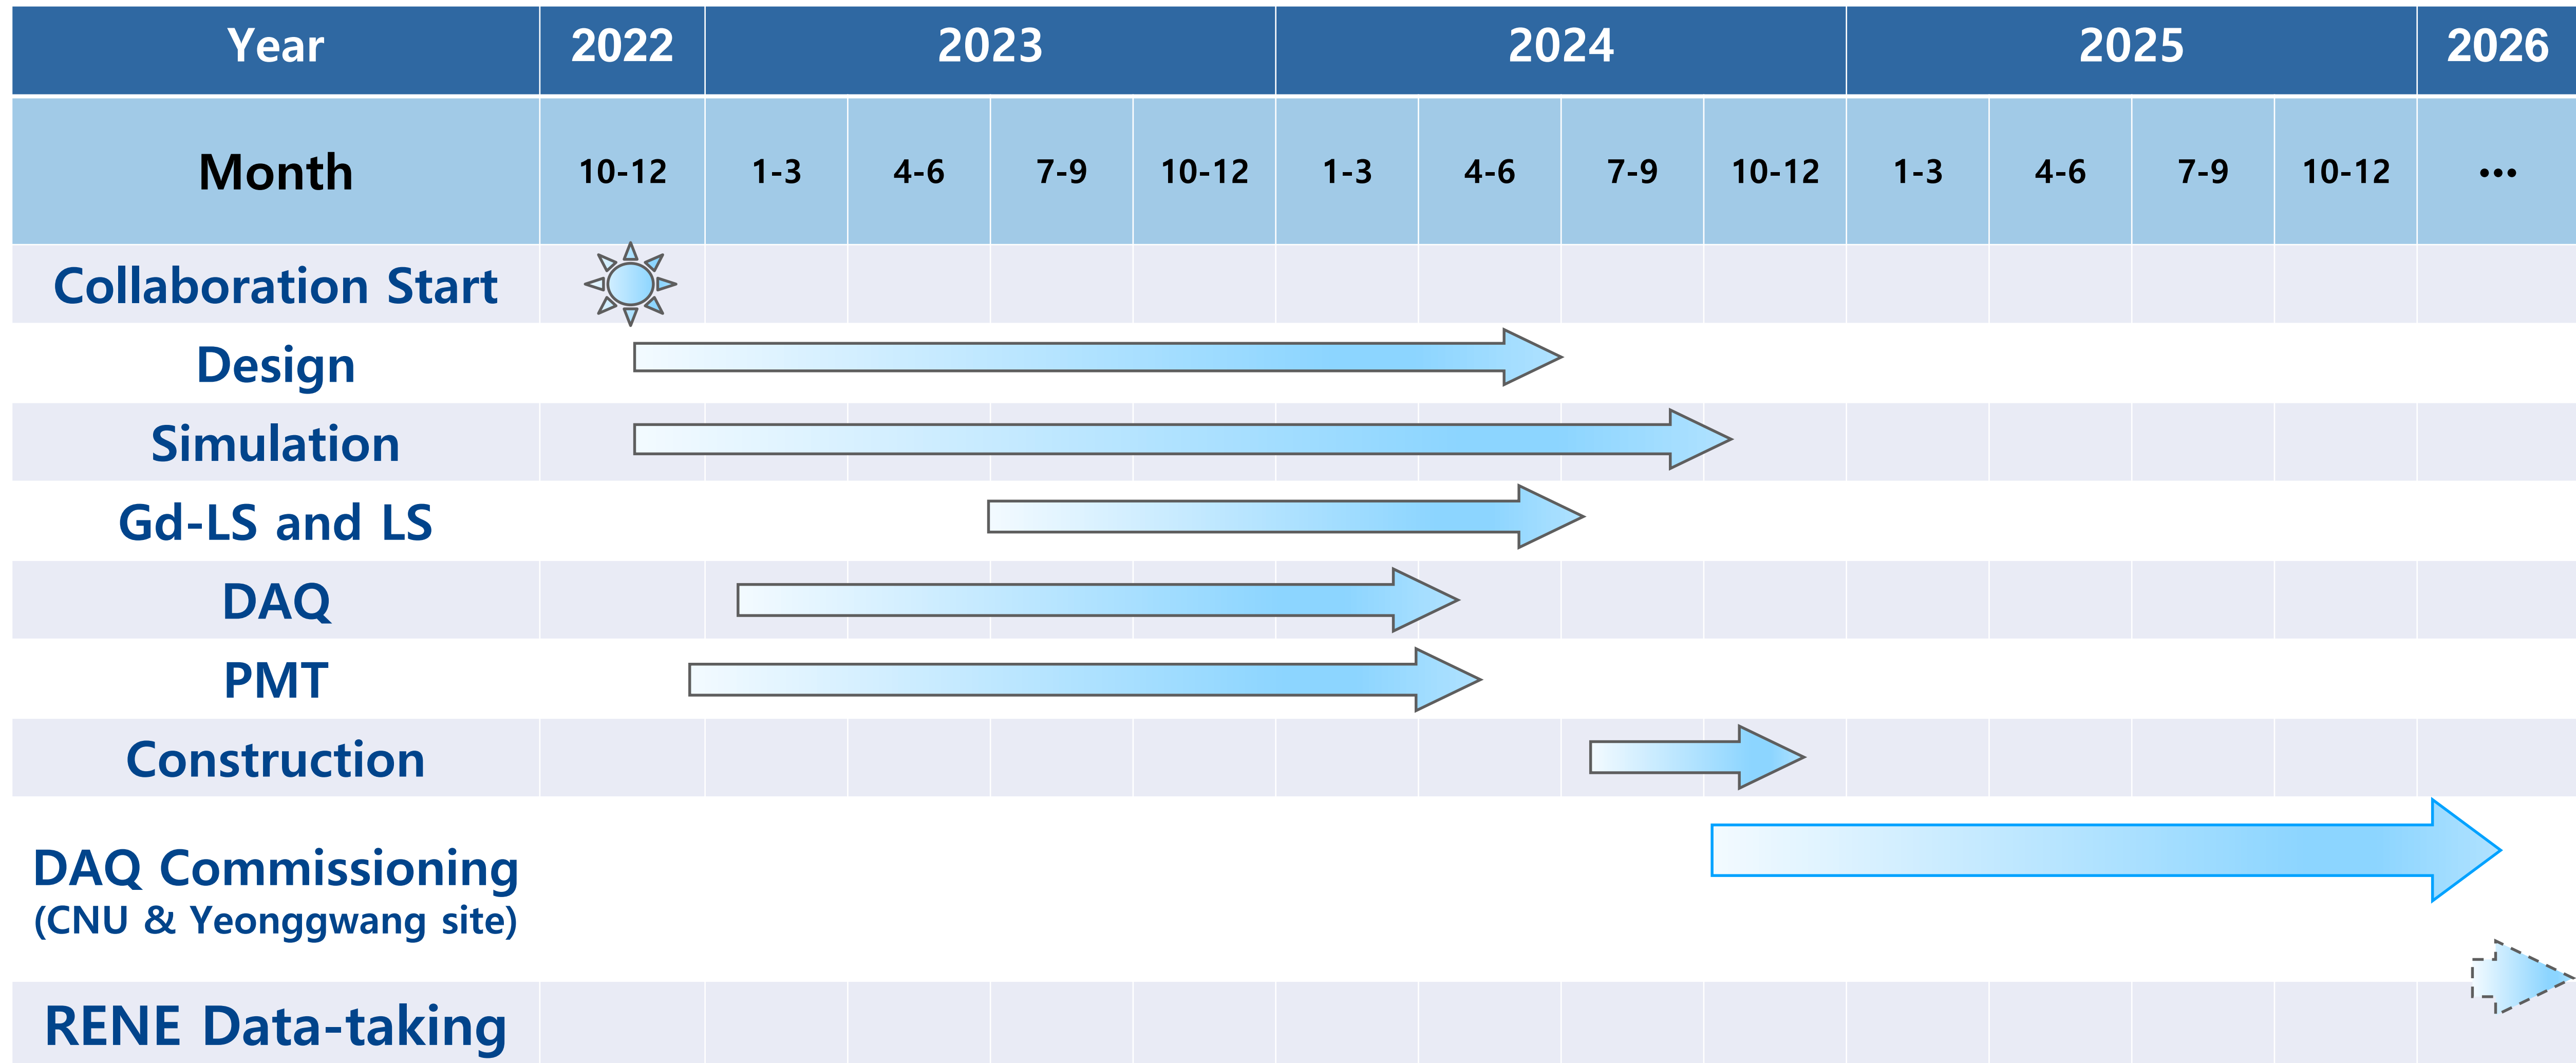 Year 2022 2023 2024 2025 2026
Month 10-12 1-3 4-6 7-9 10-12 1-3 4-6 7-9 10-12 1-3 4-6 7-9 10-12 ...
Collaboration Start
Design
Simulation
Gd-LS and LS
DAQ
PMT
Construction
DAQ Commissioning
(CNU & Yeonggwang site)
RENE Data-taking